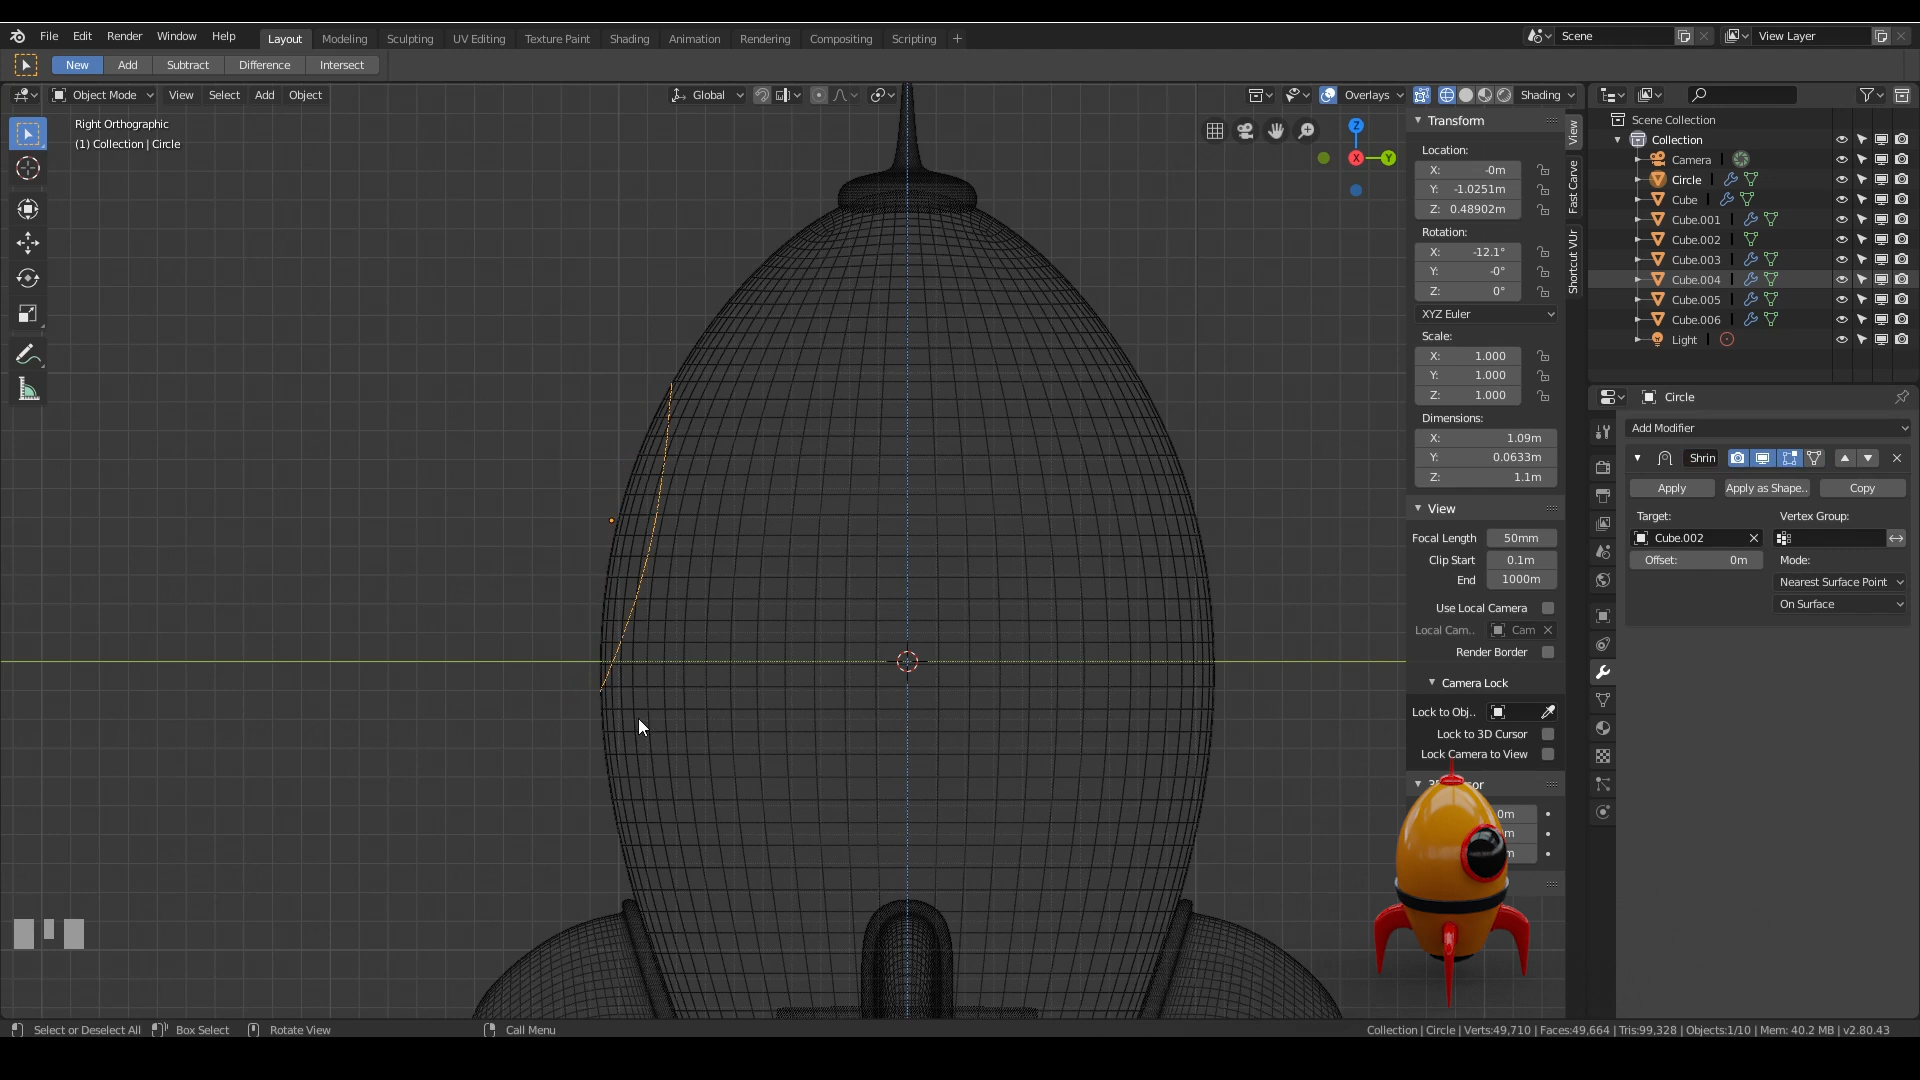 File Edit Render Window Help Layout Modeling Sculpting UV Editing Texture Paint Shading Animation Rendering Compositing Scripting + Scene View Layer
New Add Subtract Difference Intersect
Object Mode View Select Add Object Global Overlays Shading
Right Orthographic
(1) Collection | Circle
Z
X
Y
Transform
Location:
X: -0m
Y: -1.0251m
Z: 0.48902m
Rotation:
X: -12.1°
Y: -0°
Z: 0°
XYZ Euler
Scale:
X: 1.000
Y: 1.000
Z: 1.000
Dimensions:
X: 1.09m
Y: 0.0633m
Z: 1.1m
View
Focal Length 50mm
Clip Start 0.1m
End 1000m
Use Local Camera
Local Cam.. Cam
Render Border
Camera Lock
Lock to Obj..
Lock to 3D Cursor
Lock Camera to View
0m
View
Fast Carve
Shortcut VUr
Scene Collection
Collection
Camera
Circle
Cube
Cube.001
Cube.002
Cube.003
Cube.004
Cube.005
Cube.006
Light
Circle
Add Modifier
Shrin
Apply Apply as Shape.. Copy
Target: Vertex Group:
Cube.002
Offset: 0m Mode:
Nearest Surface Point
On Surface
Select or Deselect All Box Select Rotate View Call Menu Collection | Circle | Verts:49,710 | Faces:49,664 | Tris:99,328 | Objects:1/10 | Mem: 40.2 MB | v2.80.43